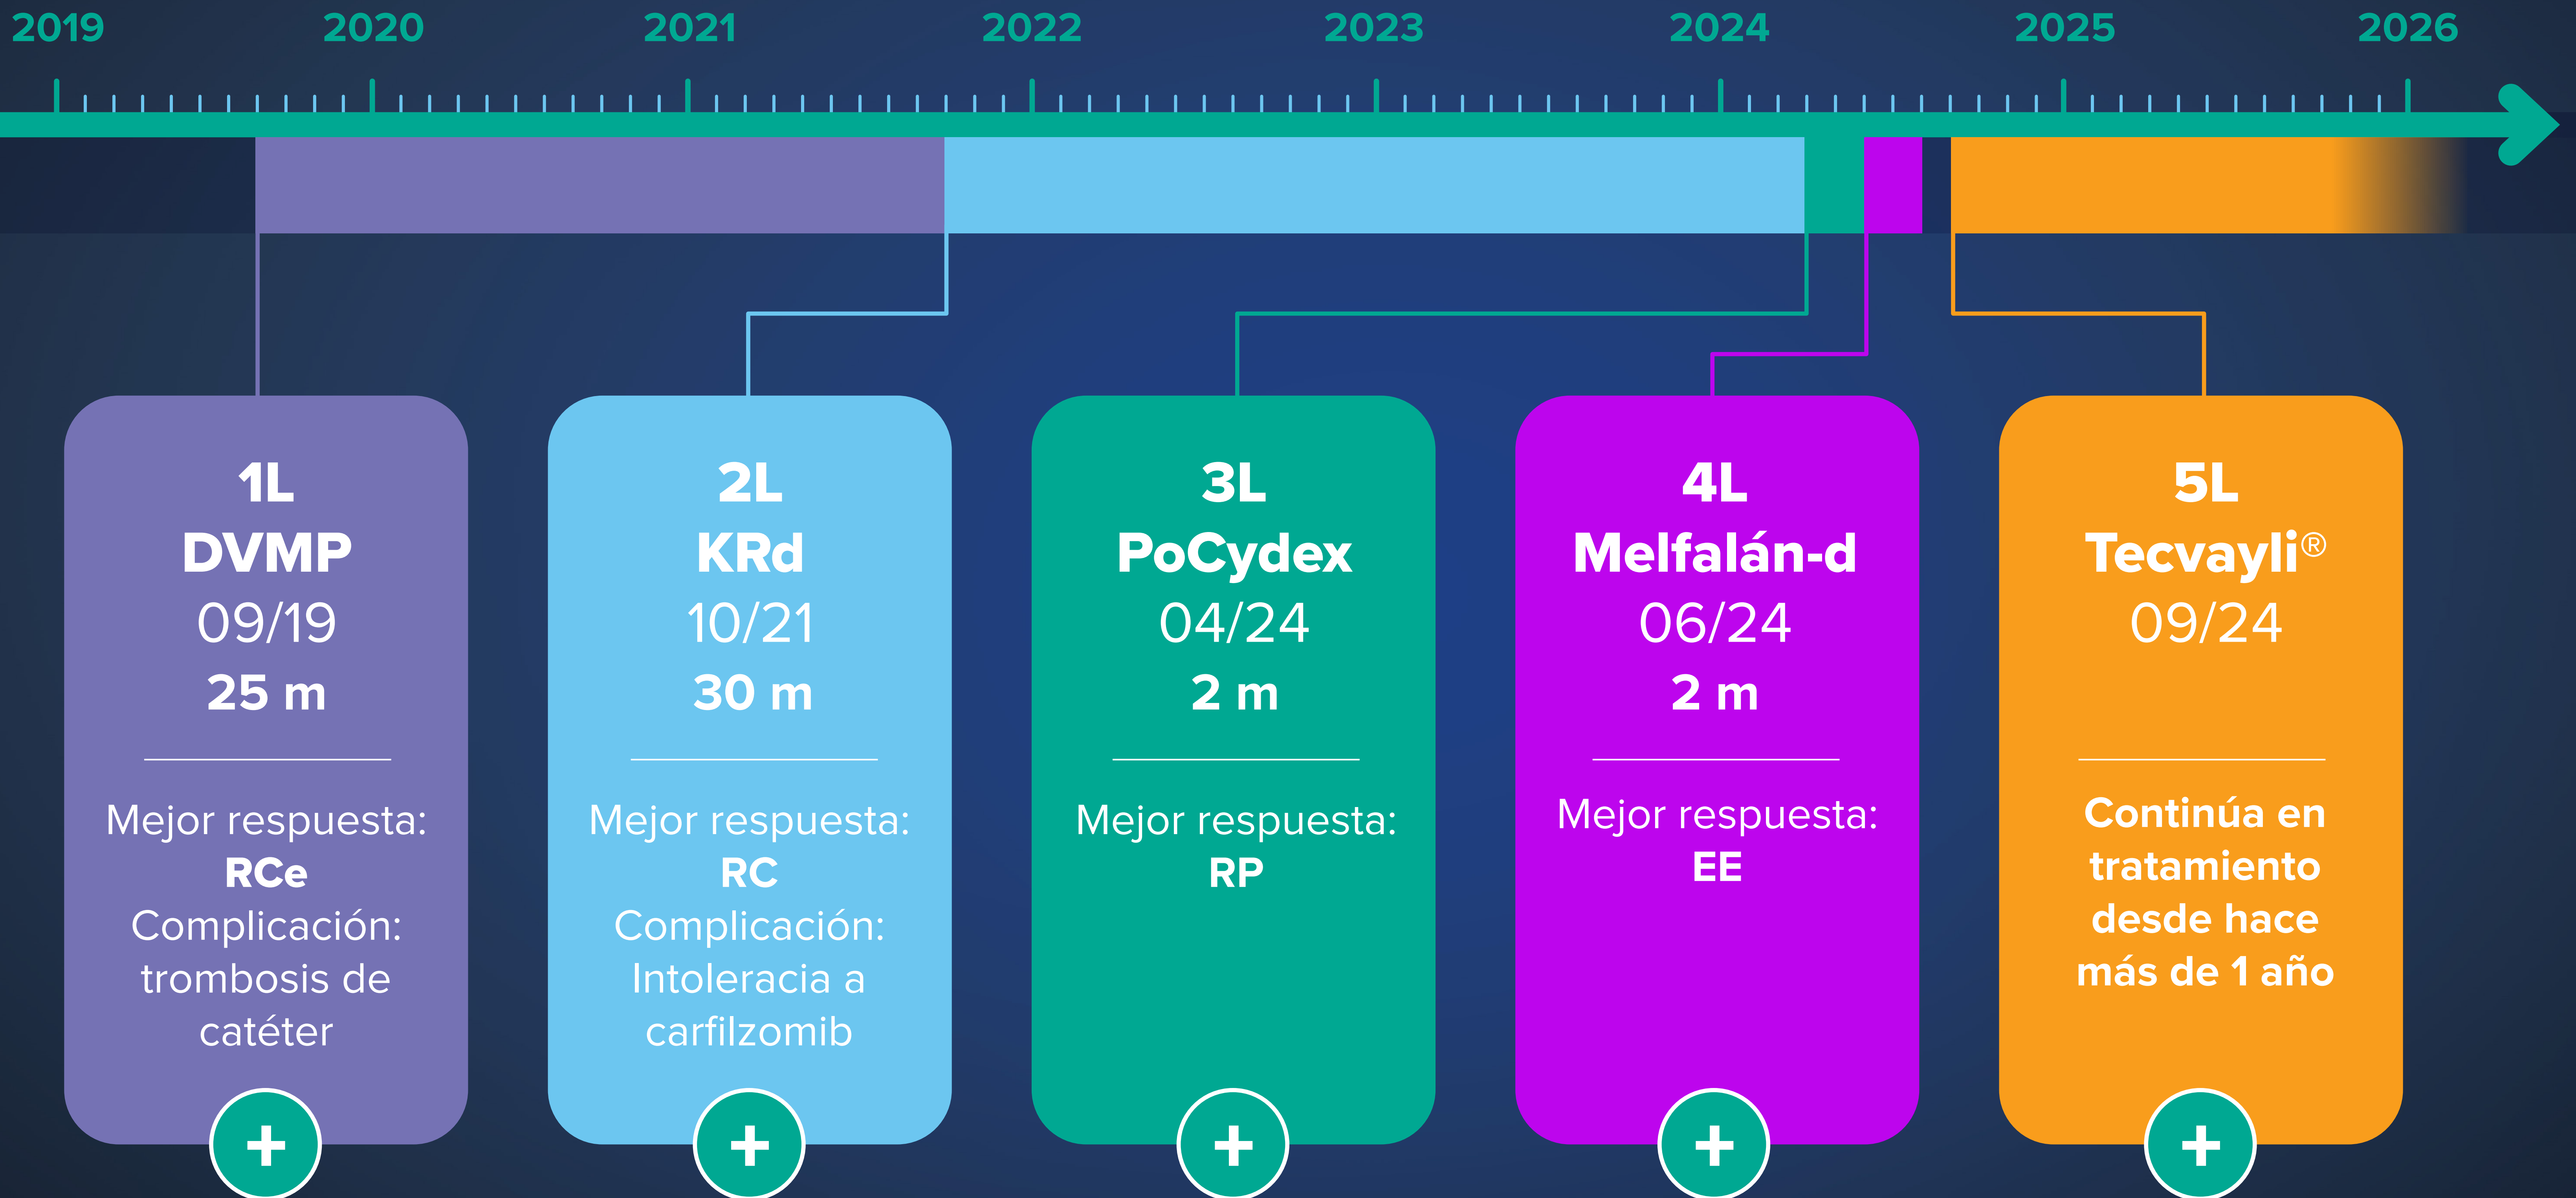 2019 2020 2021 2022 2023 2024 2025 2026
1L
DVMP
09/19
25 m
Mejor respuesta:
RCe
Complicación:
trombosis de
catéter
+
2L
KRd
10/21
30 m
Mejor respuesta:
RC
Complicación:
Intoleracia a
carfilzomib
+
3L
PoCydex
04/24
2 m
Mejor respuesta:
RP
+
4L
Melfalán-d
06/24
2 m
Mejor respuesta:
EE
+
5L
Tecvayli®
09/24
Continúa en
tratamiento
desde hace
más de 1 año
+